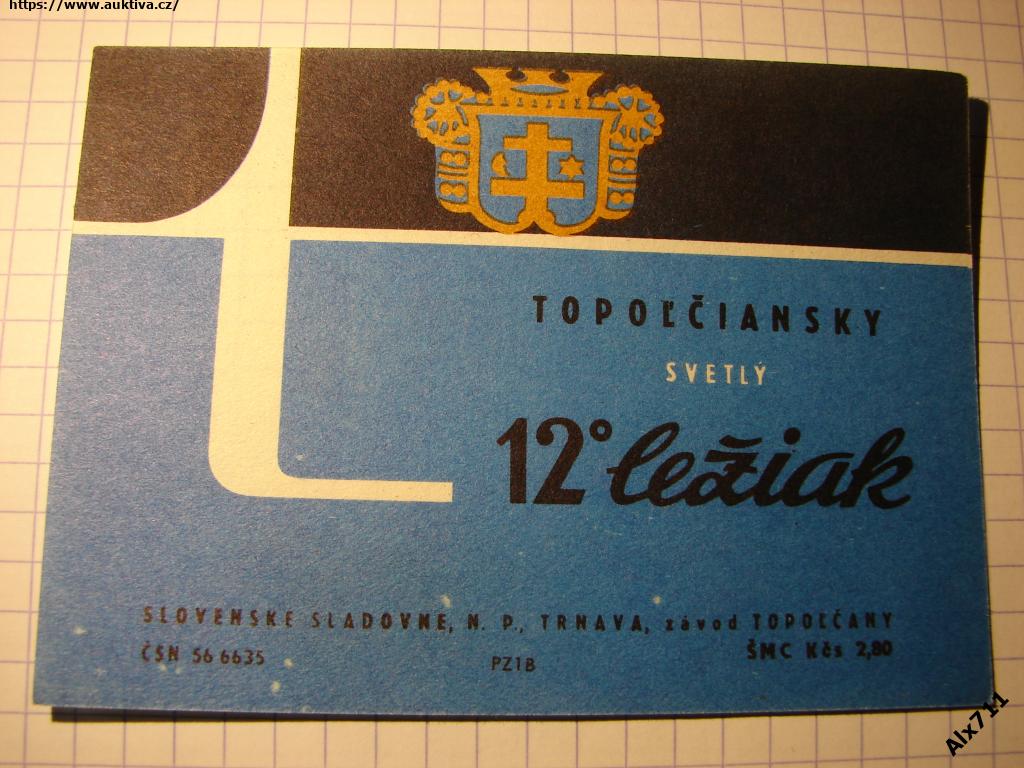 https://www.auktiva.cz/
TOPOĽČIANSKY
SVETLÝ
12° ležiak
SLOVENSKÉ SLADOVNE, N. P., TRNAVA, závod TOPOĽČANY
ČSN 56 6635 PZ1B ŠMC Kčs 2,80
Alx711